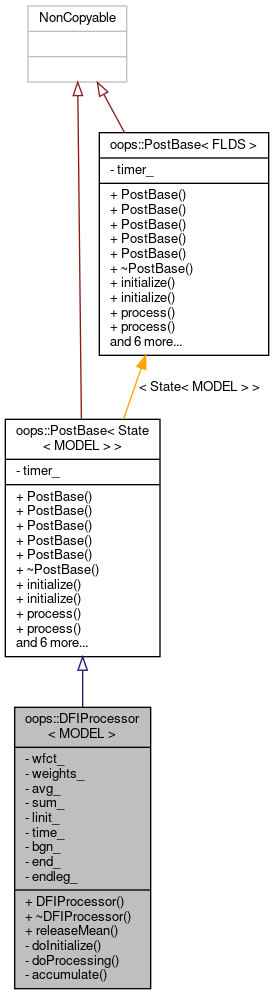 NonCopyable
oops::PostBase< FLDS >
- timer_
+ PostBase()
+ PostBase()
+ PostBase()
+ PostBase()
+ PostBase()
+ ~PostBase()
+ initialize()
+ initialize()
+ process()
+ process()
and 6 more...
< State< MODEL > >
oops::PostBase< State
< MODEL > >
- timer_
+ PostBase()
+ PostBase()
+ PostBase()
+ PostBase()
+ PostBase()
+ ~PostBase()
+ initialize()
+ initialize()
+ process()
+ process()
and 6 more...
oops::DFIProcessor
< MODEL >
- wfct_
- weights_
- avg_
- sum_
- linit_
- time_
- bgn_
- end_
- endleg_
+ DFIProcessor()
+ ~DFIProcessor()
+ releaseMean()
- doInitialize()
- doProcessing()
- accumulate()